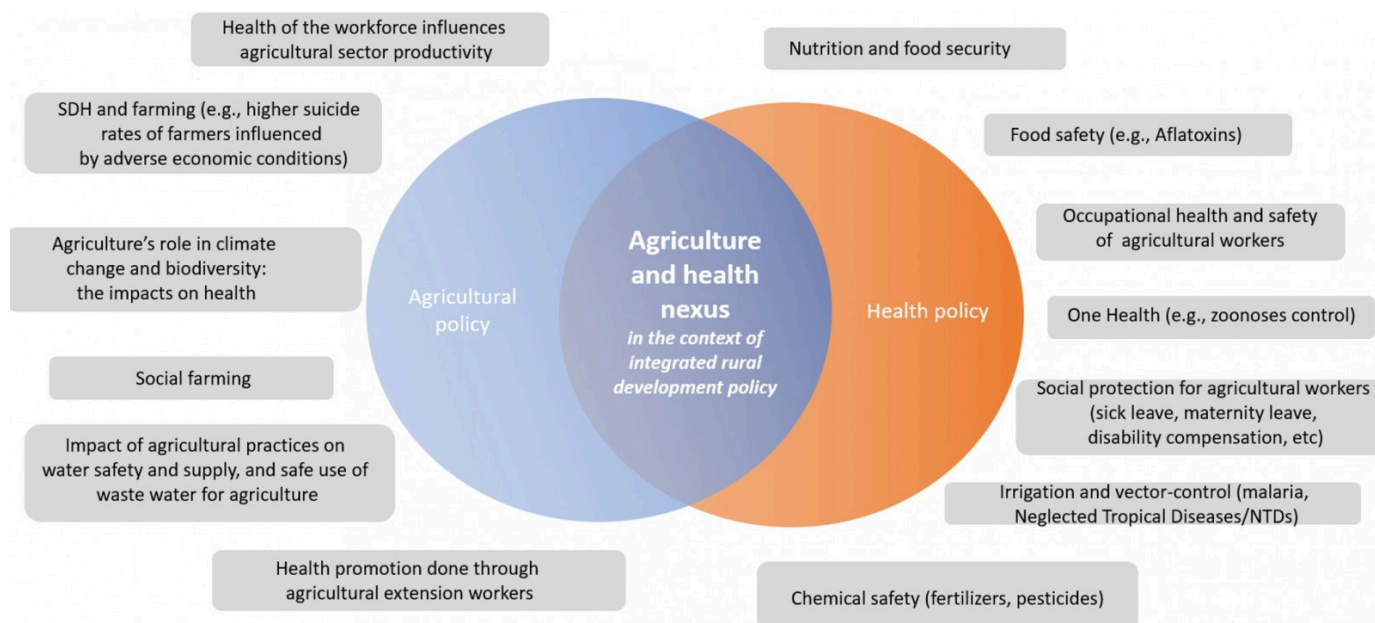 Health of the workforce influences
agricultural sector productivity
Nutrition and food security
SDH and farming (e.g., higher suicide
rates of farmers influenced
by adverse economic conditions)
Food safety (e.g., Aflatoxins)
Occupational health and safety
of agricultural workers
Agriculture's role in climate
change and biodiversity:
the impacts on health
Agricultural
policy
Agriculture
and health
nexus
in the context of
integrated rural
development policy
Health policy
One Health (e.g., zoonoses control)
Social farming
Social protection for agricultural workers
(sick leave, maternity leave,
disability compensation, etc)
Impact of agricultural practices on
water safety and supply, and safe use of
waste water for agriculture
Irrigation and vector-control (malaria,
Neglected Tropical Diseases/NTDs)
Health promotion done through
agricultural extension workers
Chemical safety (fertilizers, pesticides)